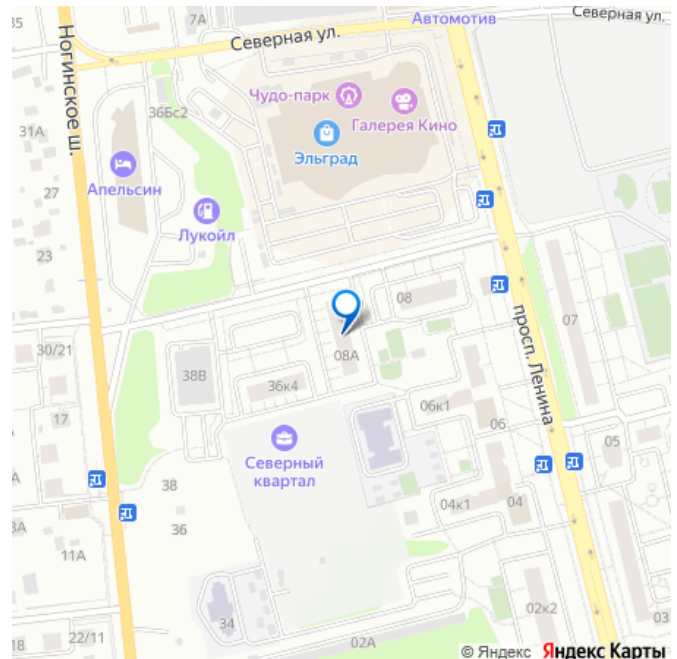 35
7А
Северная ул.
Автомотив
Северная ул.
Ногинское ш.
Чудо-парк
Галерея Кино
36Бс2
31А
Эльград
Апельсин
27
Лукойл
23
08
просп. Ленина
07
30/21
08А
38В
36к4
17
06к1
06
05
Северный
квартал
38
04к1
04
3А
36
11А
34
02к2
03
18
22/11
02А
© Яндекс Яндекс Карты